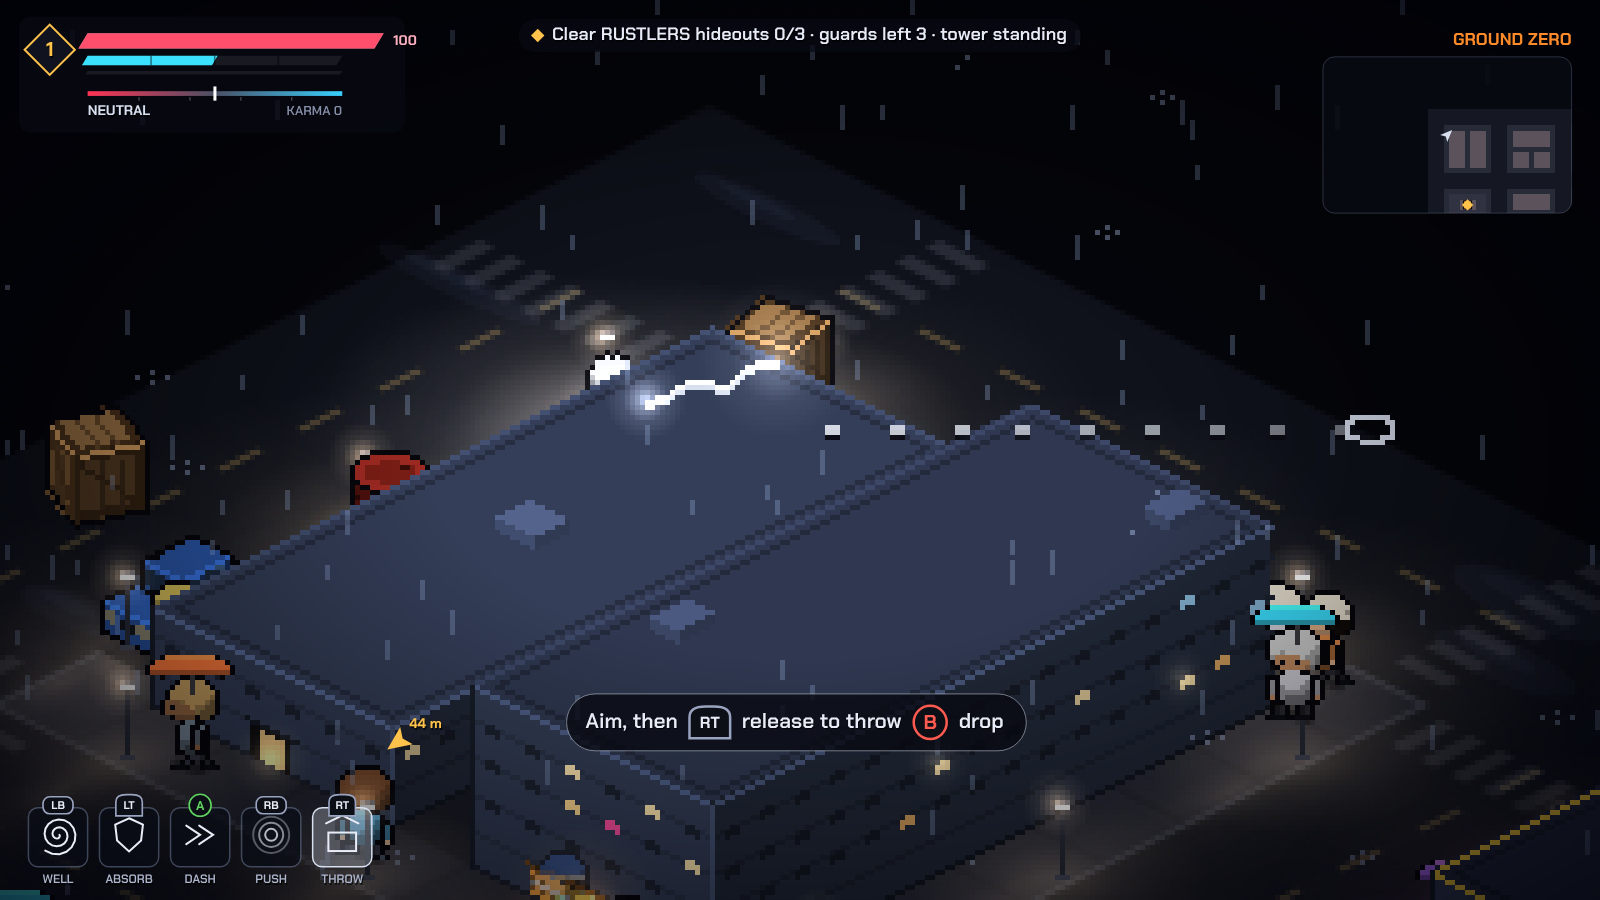 1
100
NEUTRAL
KARMA 0
Clear RUSTLERS hideouts 0/3 · guards left 3 · tower standing
GROUND ZERO
44 m
Aim, then RT release to throw B drop
LB
LT
A
RB
RT
WELL
ABSORB
DASH
PUSH
THROW